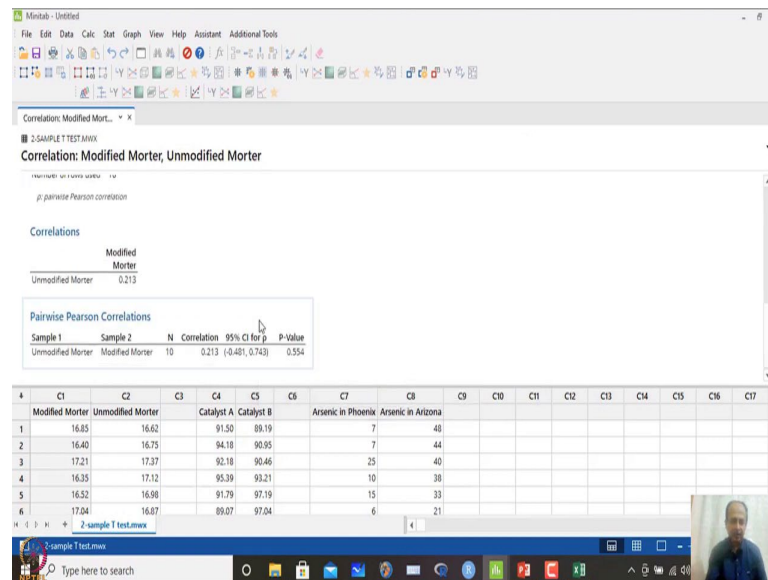 Minitab - Untitled
File Edit Data Calc Stat Graph View Help Assistant Additional Tools
Correlation: Modified Mort...
2-SAMPLE T TEST.MWX
Correlation: Modified Morter, Unmodified Morter
Number of rows used 10
ρ: pairwise Pearson correlation
Correlations
Modified
Morter
Unmodified Morter 0.213
Pairwise Pearson Correlations
Sample 1 Sample 2 N Correlation 95% CI for ρ P-Value
Unmodified Morter Modified Morter 10 0.213 (-0.481, 0.743) 0.554
C1 C2 C3 C4 C5 C6 C7 C8 C9 C10 C11 C12 C13 C14 C15 C16 C17
Modified Morter Unmodified Morter Catalyst A Catalyst B Arsenic in Phoenix Arsenic in Arizona
1 16.85 16.62 91.50 89.19 7 48
2 16.40 16.75 94.18 90.95 7 44
3 17.21 17.37 92.18 90.46 25 40
4 16.35 17.12 95.39 93.21 10 38
5 16.52 16.98 91.79 97.19 15 33
6 17.04 16.87 89.07 97.04 6 21
2-sample T test.mwx
2-sample T test.mwx
NPTEL
Type here to search